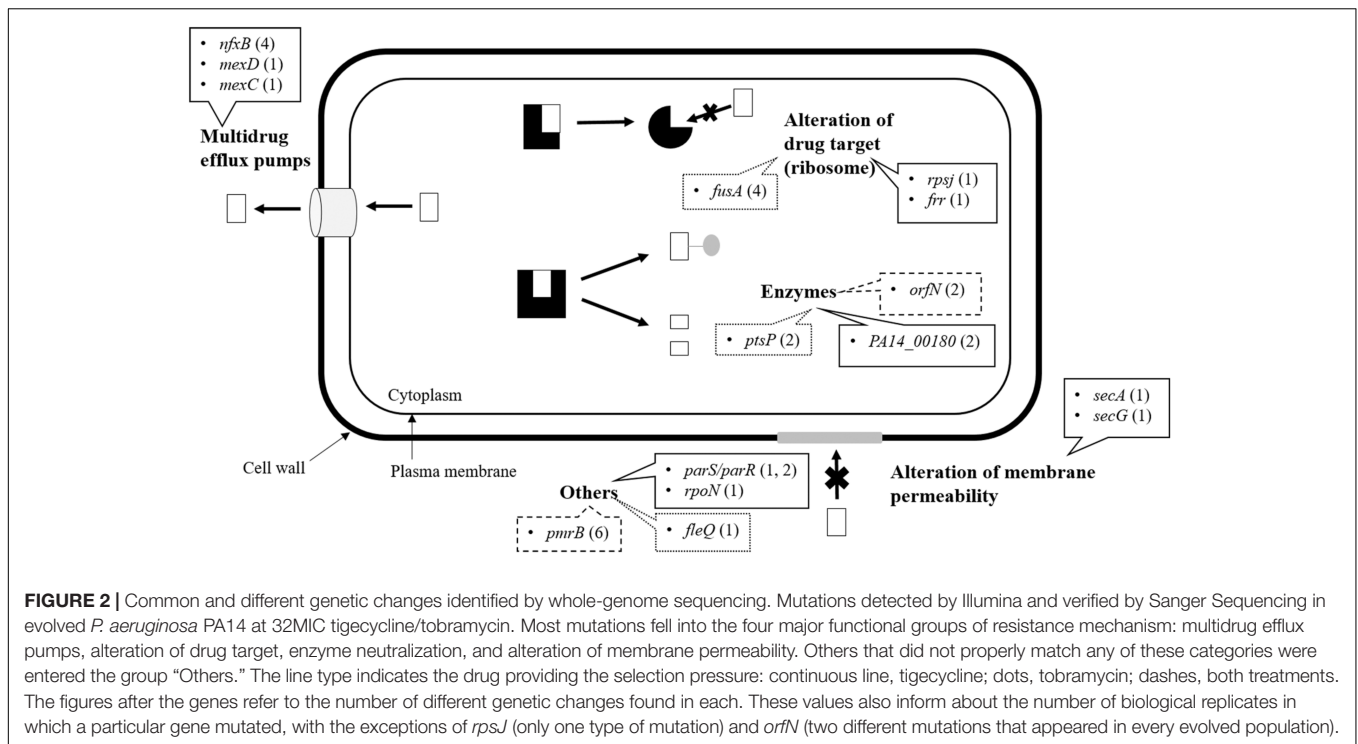 • nfxB (4)
• mexD (1)
• mexC (1)
Multidrug
efflux pumps
Alteration of
drug target
(ribosome)
• fusA (4)
• rpsj (1)
• frr (1)
Enzymes
• orfN (2)
• ptsP (2)
• PA14_00180 (2)
Cytoplasm
Cell wall
Plasma membrane
• secA (1)
• secG (1)
Alteration of membrane
permeability
Others
• parS/parR (1, 2)
• rpoN (1)
• pmrB (6)
• fleQ (1)
FIGURE 2 | Common and different genetic changes identified by whole-genome sequencing. Mutations detected by Illumina and verified by Sanger Sequencing in
evolved P. aeruginosa PA14 at 32MIC tigecycline/tobramycin. Most mutations fell into the four major functional groups of resistance mechanism: multidrug efflux
pumps, alteration of drug target, enzyme neutralization, and alteration of membrane permeability. Others that did not properly match any of these categories were
entered the group “Others.” The line type indicates the drug providing the selection pressure: continuous line, tigecycline; dots, tobramycin; dashes, both treatments.
The figures after the genes refer to the number of different genetic changes found in each. These values also inform about the number of biological replicates in
which a particular gene mutated, with the exceptions of rpsJ (only one type of mutation) and orfN (two different mutations that appeared in every evolved population).